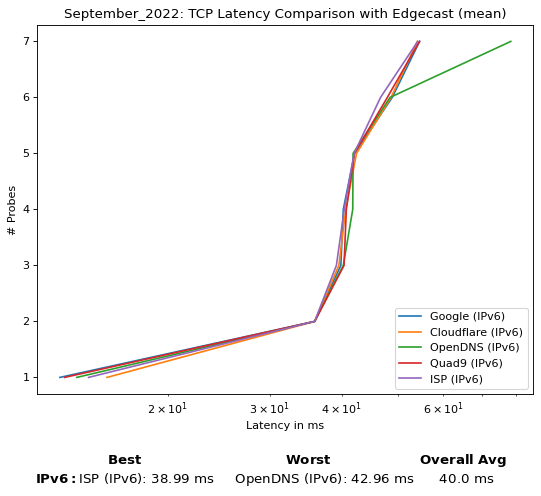 September_2022: TCP Latency Comparison with Edgecast (mean)
7
6
5
4
3
2
1
# Probes
2 × 10¹ 3 × 10¹ 4 × 10¹ 6 × 10¹
Latency in ms
Google (IPv6)
Cloudflare (IPv6)
OpenDNS (IPv6)
Quad9 (IPv6)
ISP (IPv6)
Best Worst Overall Avg
IPv6: ISP (IPv6): 38.99 ms OpenDNS (IPv6): 42.96 ms 40.0 ms